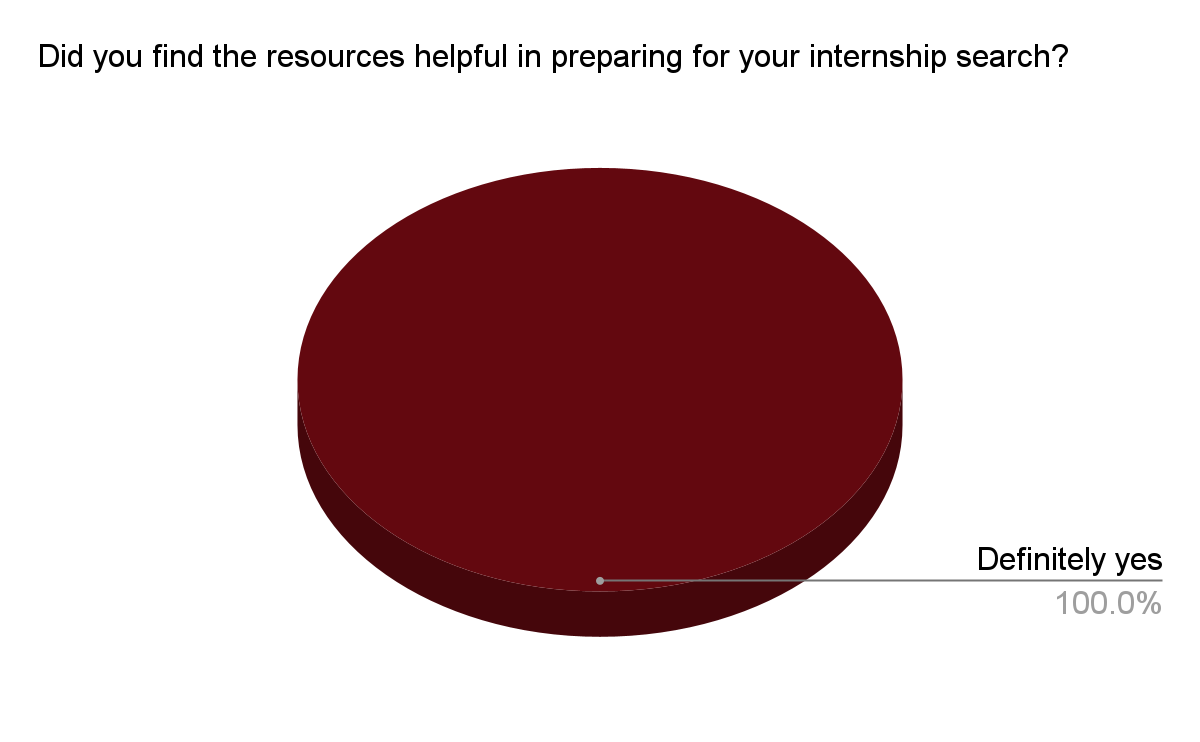 Did you find the resources helpful in preparing for your internship search?
Definitely yes
100.0%